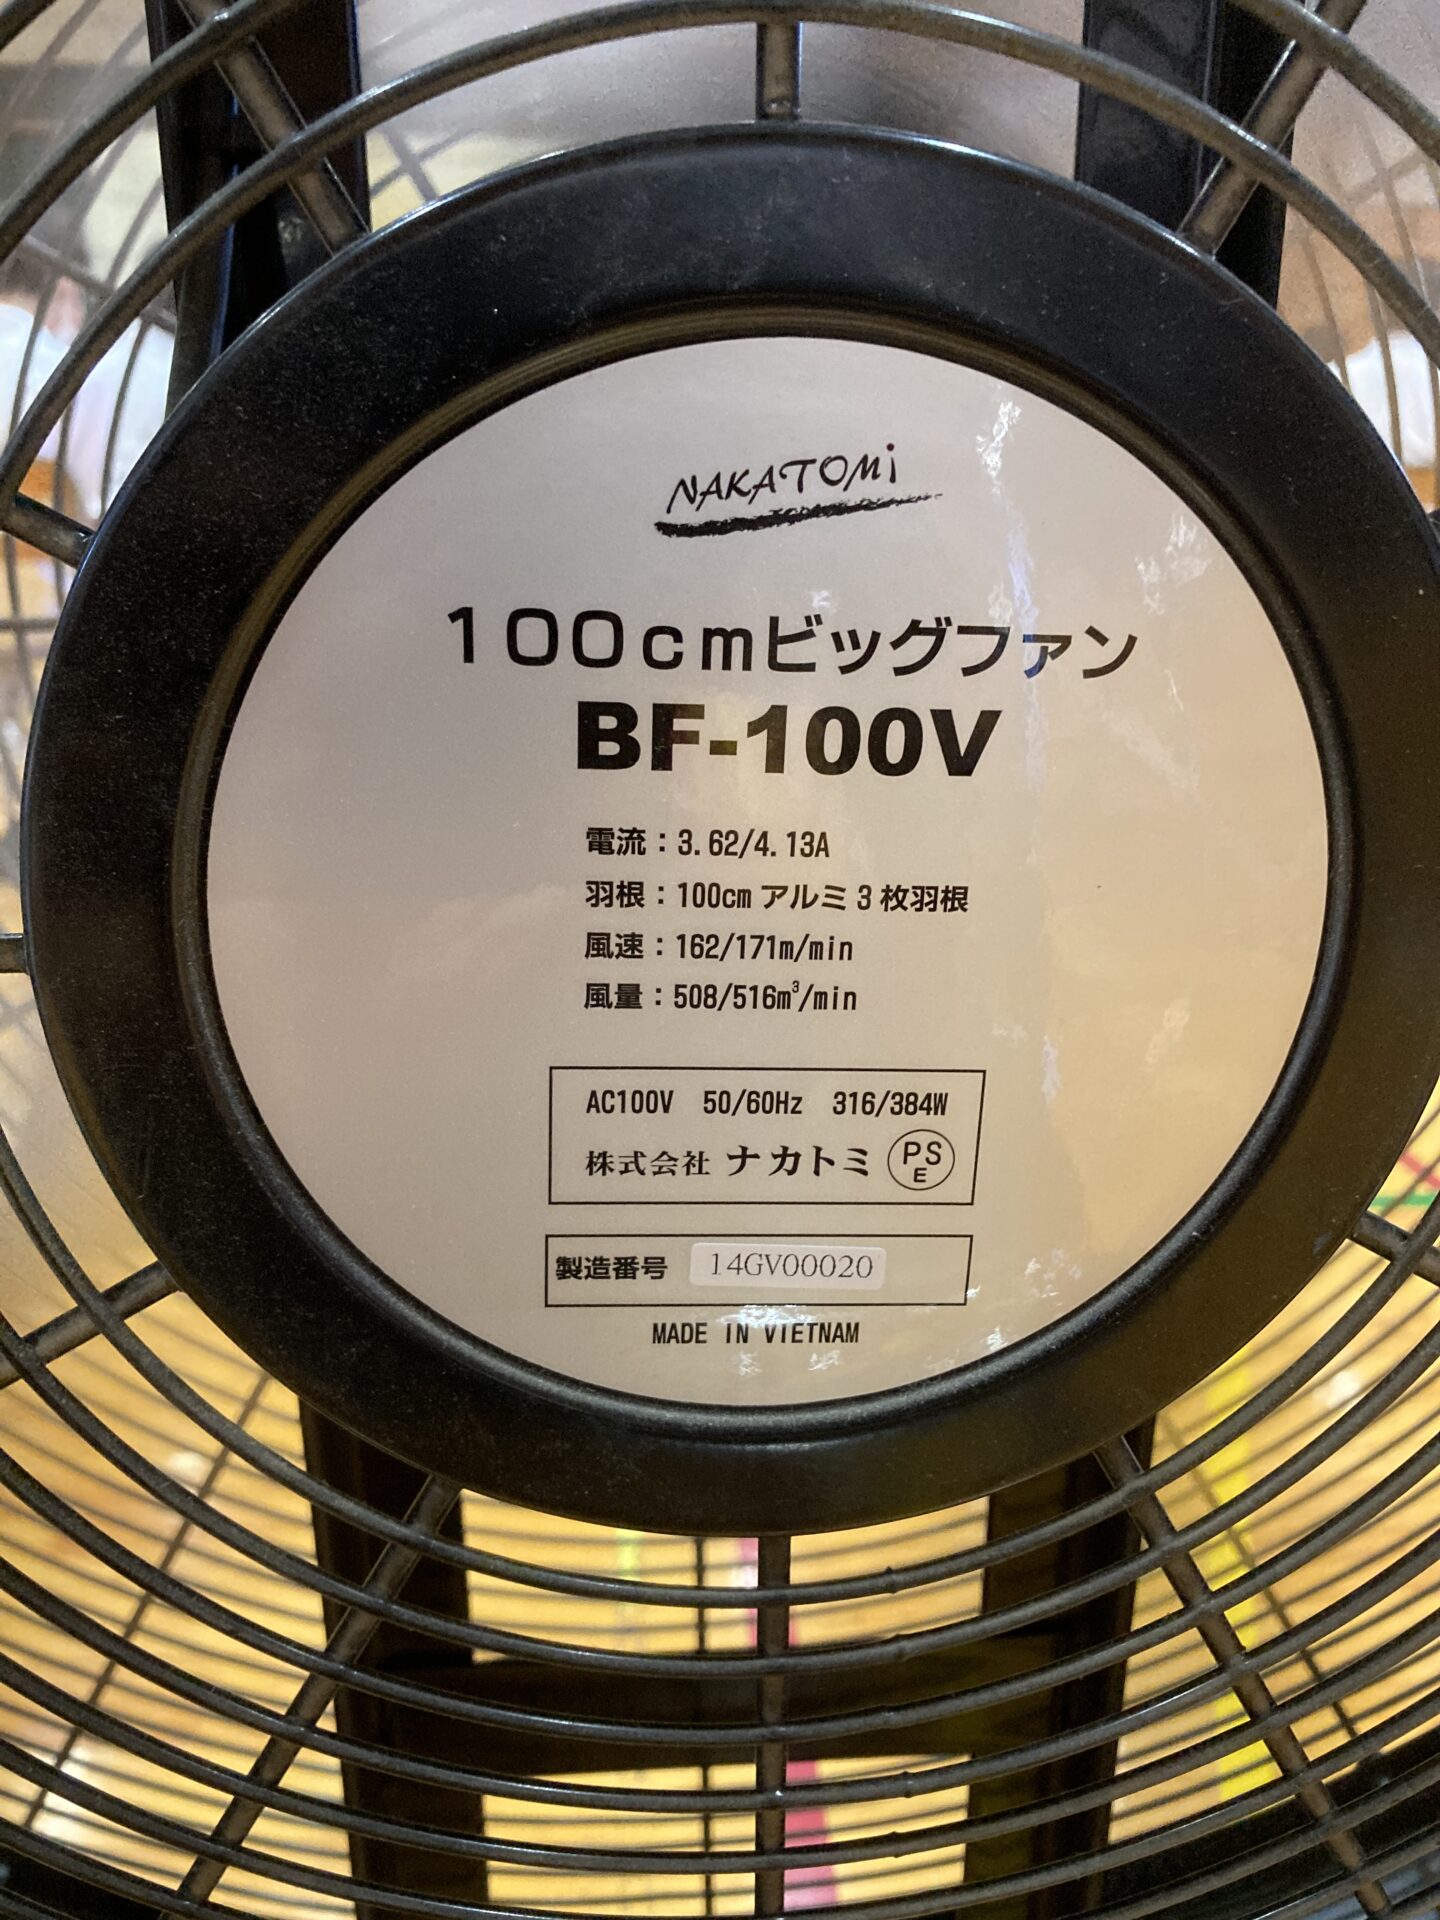 NAKATOMi
100cmビッグファン
BF-100V
電流：3.62/4.13A
羽根：100cm アルミ3枚羽根
風速：162/171m/min
風量：508/516m³/min
AC100V 50/60Hz 316/384W
株式会社 ナカトミ PSE
製造番号 14GV00020
MADE IN VIETNAM